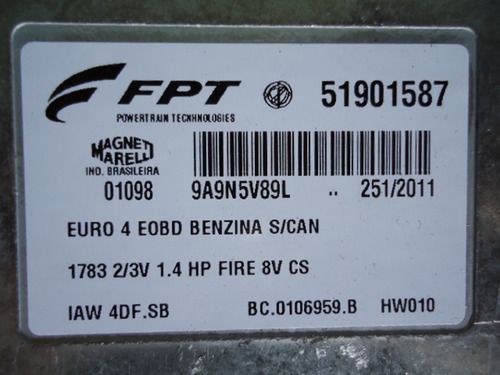 FPT 51901587
POWERTRAIN TECNHNOLOGIES
MAGNETI
MARELLI
IND. BRASILEIRA
01098 9A9N5V89L .. 251/2011
EURO 4 EOBD BENZINA S/CAN
1783 2/3V 1.4 HP FIRE 8V CS
IAW 4DF.SB BC.0106959.B HW010